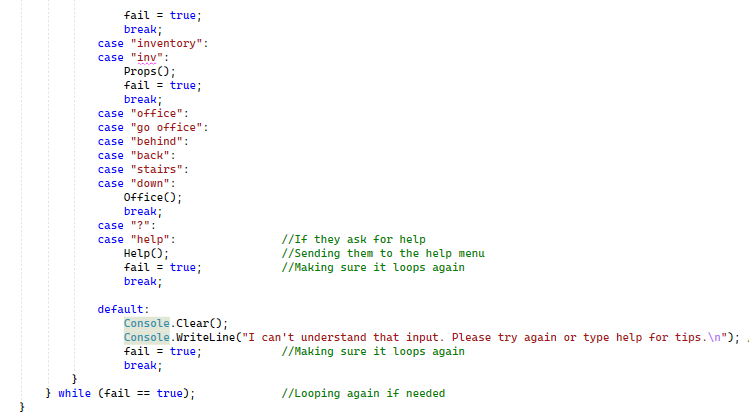 fail = true;
break;
case "inventory":
case "inv":
Props();
fail = true;
break;
case "office":
case "go office":
case "behind":
case "back":
case "stairs":
case "down":
Office();
break;
case "?":
case "help": //If they ask for help
Help(); //Sending them to the help menu
fail = true; //Making sure it loops again
break;
default:
Console.Clear();
Console.WriteLine("I can't understand that input. Please try again or type help for tips.\n"); /
fail = true; //Making sure it loops again
break;
}
} while (fail == true); //Looping again if needed
}